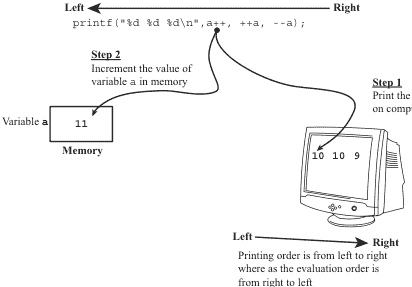 Left Right
printf("%d %d %d\n",a++, ++a, --a);
Step 2
Increment the value of
variable a in memory
Step 1
Print the
on
Variable a 11
Memory
10 10 9
Left Right
Printing order is from left to right
where as the evaluation order is
from right to left